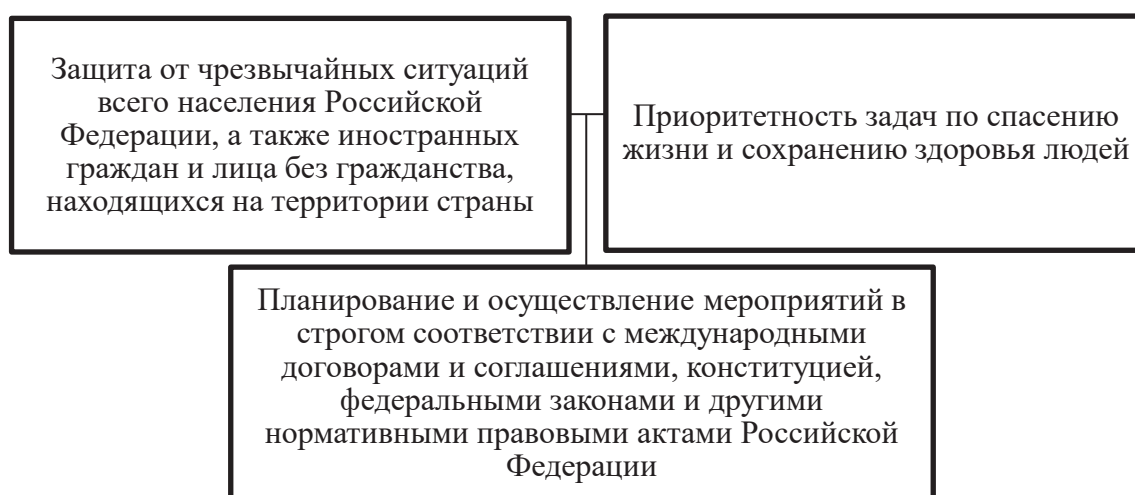 Защита от чрезвычайных ситуаций
всего населения Российской
Федерации, а также иностранных
граждан и лица без гражданства,
находящихся на территории страны
Приоритетность задач по спасению
жизни и сохранению здоровья людей
Планирование и осуществление мероприятий в
строгом соответствии с международными
договорами и соглашениями, конституцией,
федеральными законами и другими
нормативными правовыми актами Российской
Федерации